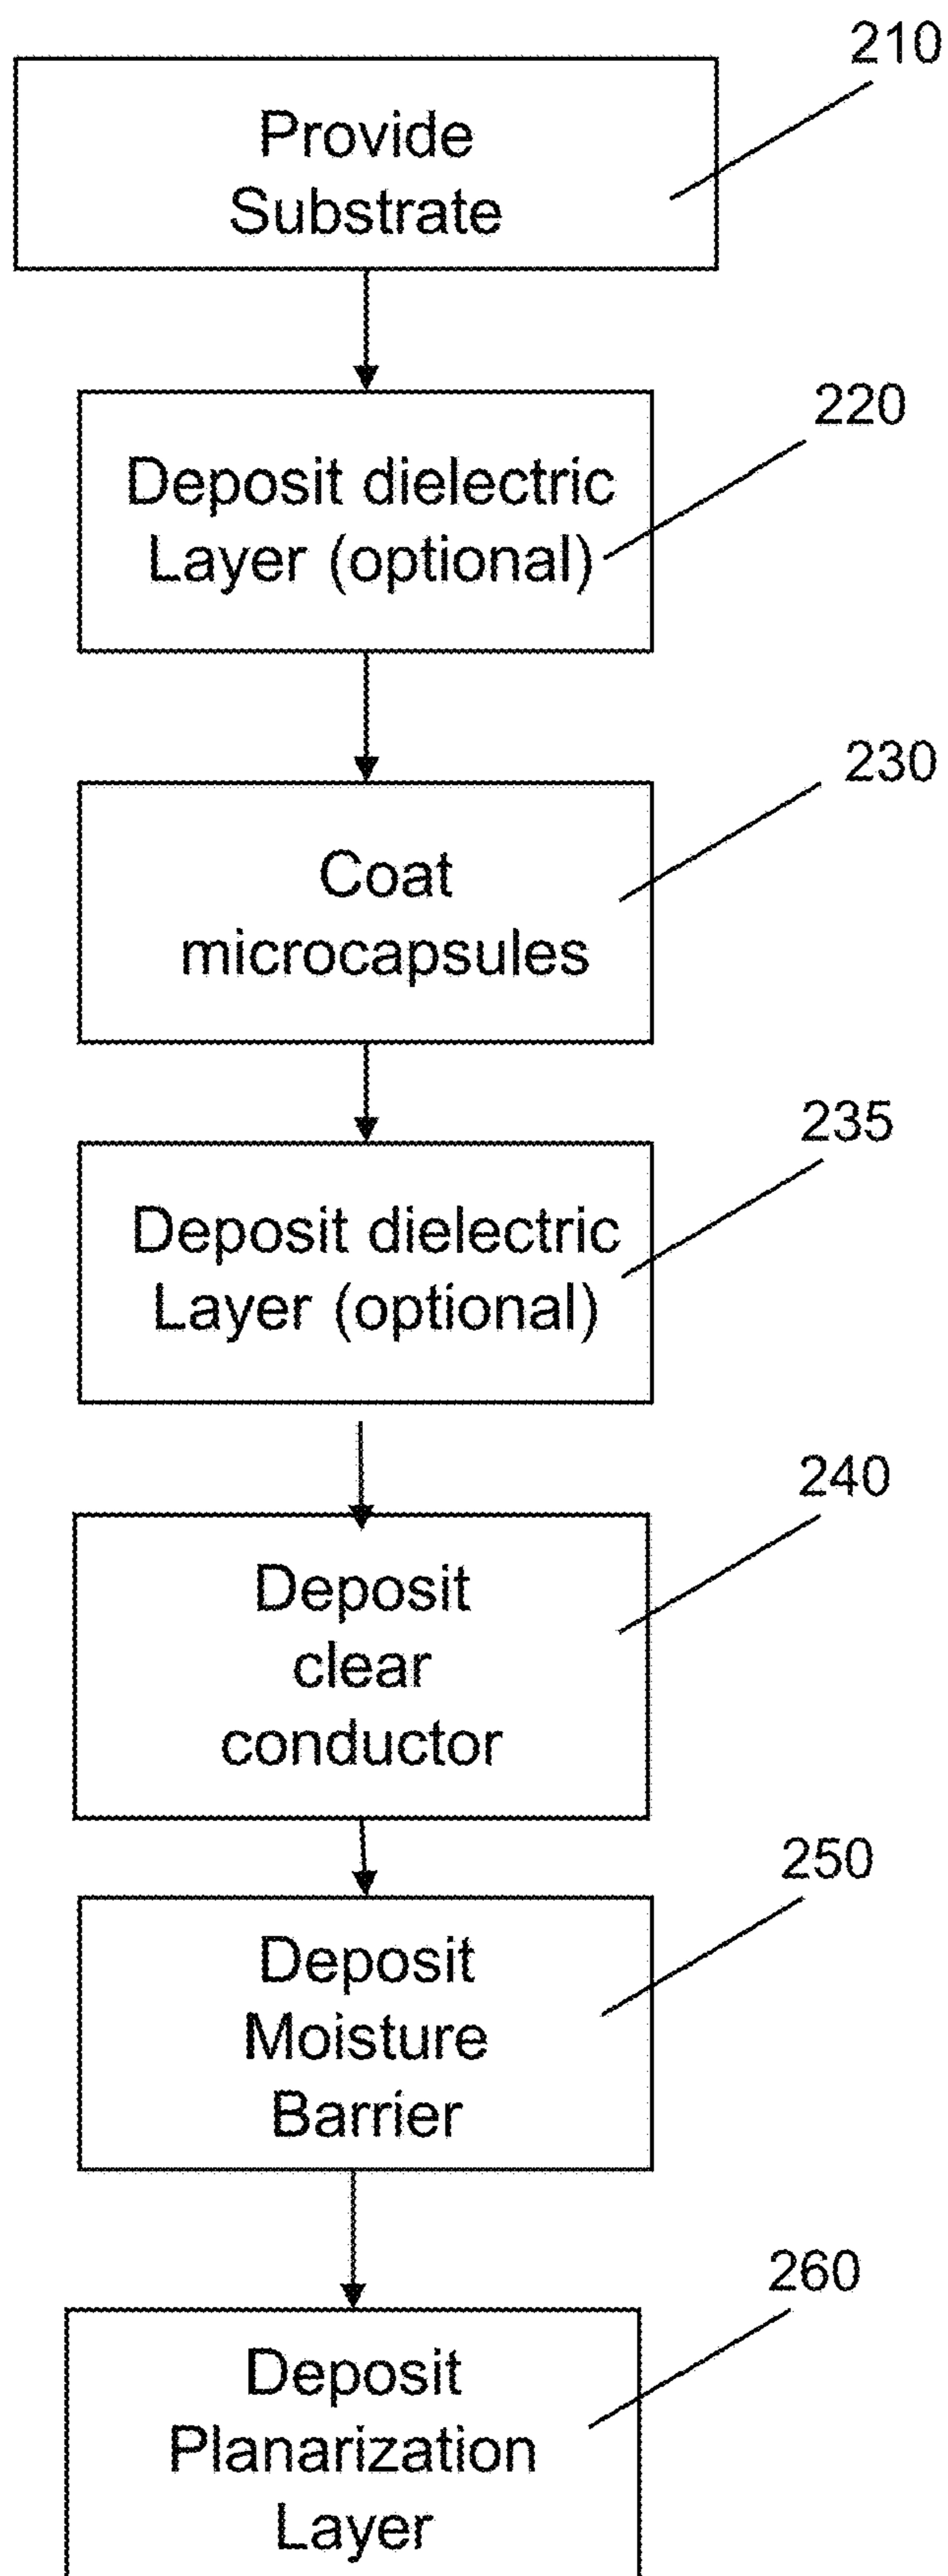 210
Provide
Substrate
220
Deposit dielectric
Layer (optional)
230
Coat
microcapsules
235
Deposit dielectric
Layer (optional)
240
Deposit
clear
conductor
250
Deposit
Moisture
Barrier
260
Deposit
Planarization
Layer